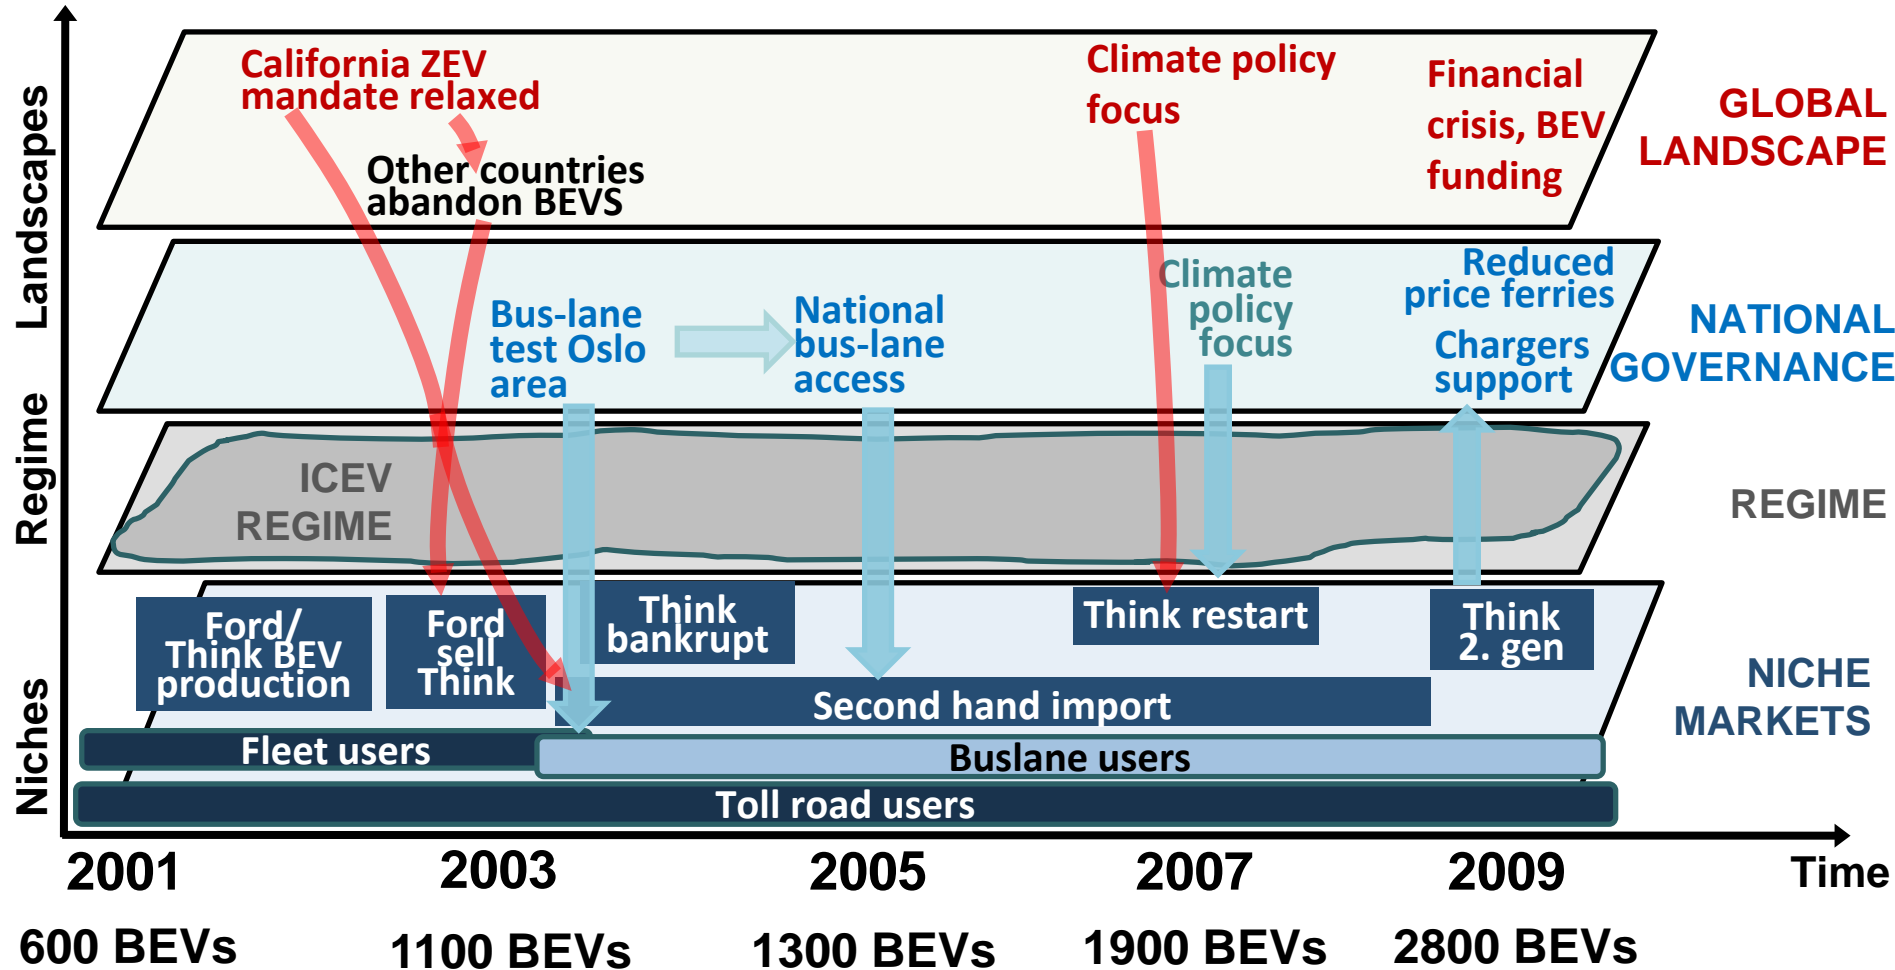 Landscapes
Regime
Niches
California ZEV
mandate relaxed
Other countries
abandon BEVS
Climate policy
focus
Financial
crisis, BEV
funding
GLOBAL
LANDSCAPE
Bus-lane
test Oslo
area
National
bus-lane
access
Climate
policy
focus
Reduced
price ferries
Chargers
support
NATIONAL
GOVERNANCE
ICEV
REGIME
REGIME
Ford/
Think BEV
production
Ford
sell
Think
Think
bankrupt
Think restart
Think
2. gen
Second hand import
NICHE
MARKETS
Fleet users
Buslane users
Toll road users
2001
2003
2005
2007
2009
Time
600 BEVs
1100 BEVs
1300 BEVs
1900 BEVs
2800 BEVs